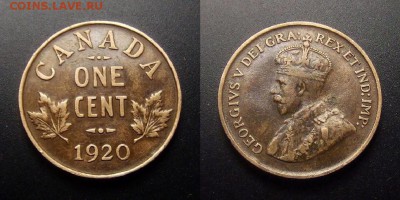 COINS.LAVE.RU
CANADA
ONE
CENT
1920
GEORGIVS V DEI GRA: REX ET IND: IMP: